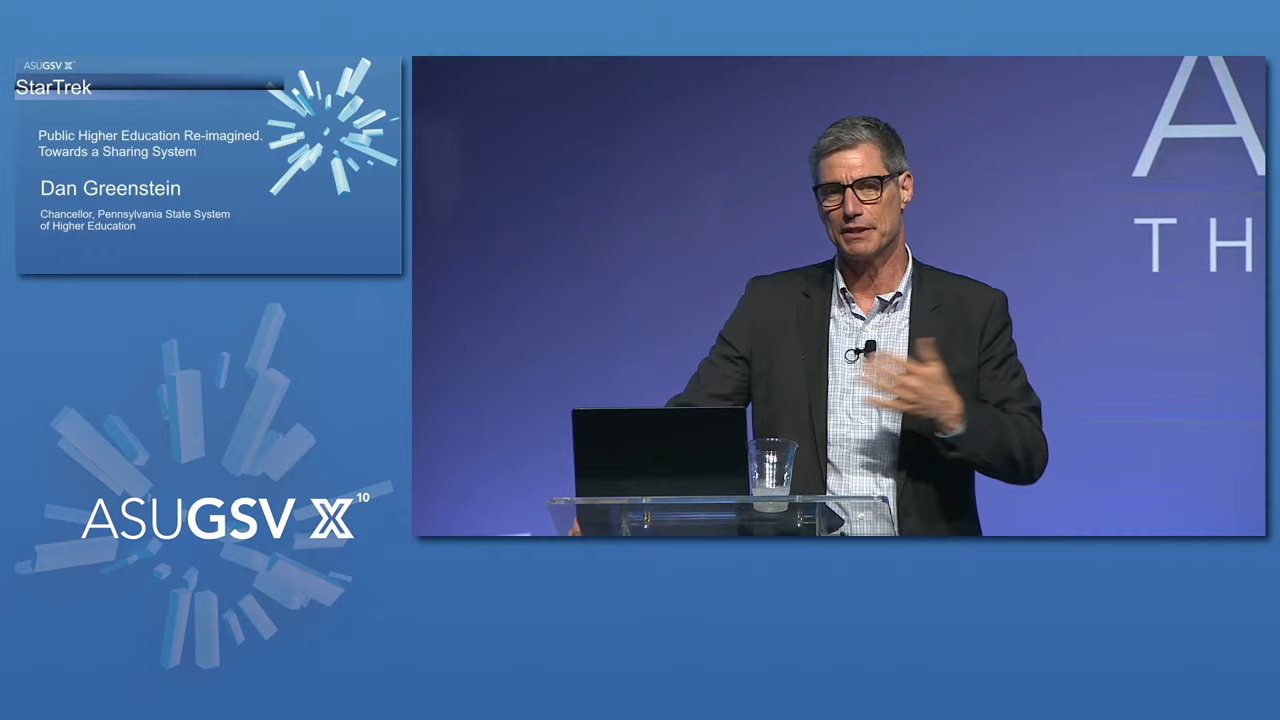 ASUGSV X
StarTrek
Public Higher Education Re-imagined.
Towards a Sharing System
Dan Greenstein
Chancellor, Pennsylvania State System
of Higher Education
ASUGSV X10
A
TH